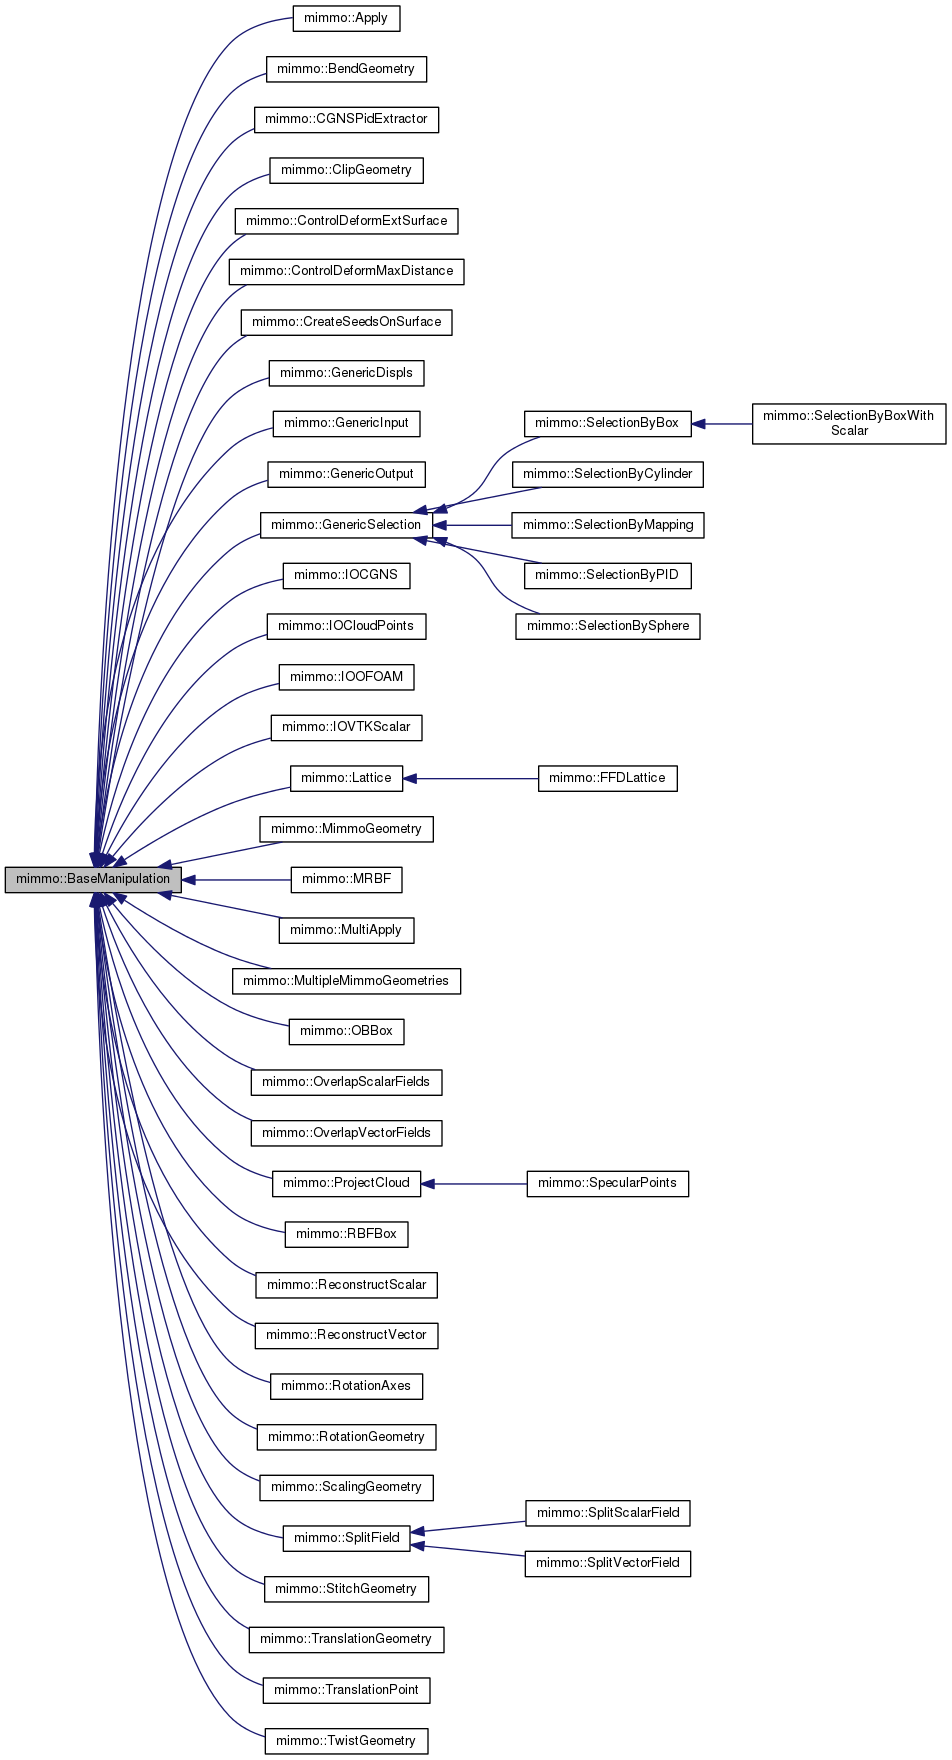 mimmo::Apply
mimmo::BendGeometry
mimmo::CGNSPidExtractor
mimmo::ClipGeometry
mimmo::ControlDeformExtSurface
mimmo::ControlDeformMaxDistance
mimmo::CreateSeedsOnSurface
mimmo::GenericDispls
mimmo::GenericInput
mimmo::SelectionByBox
mimmo::SelectionByBoxWith
Scalar
mimmo::GenericOutput
mimmo::SelectionByCylinder
mimmo::GenericSelection
mimmo::SelectionByMapping
mimmo::IOCGNS
mimmo::SelectionByPID
mimmo::IOCloudPoints
mimmo::SelectionBySphere
mimmo::IOOFOAM
mimmo::IOVTKScalar
mimmo::Lattice
mimmo::FFDLattice
mimmo::MimmoGeometry
mimmo::BaseManipulation
mimmo::MRBF
mimmo::MultiApply
mimmo::MultipleMimmoGeometries
mimmo::OBBox
mimmo::OverlapScalarFields
mimmo::OverlapVectorFields
mimmo::ProjectCloud
mimmo::SpecularPoints
mimmo::RBFBox
mimmo::ReconstructScalar
mimmo::ReconstructVector
mimmo::RotationAxes
mimmo::RotationGeometry
mimmo::ScalingGeometry
mimmo::SplitScalarField
mimmo::SplitField
mimmo::SplitVectorField
mimmo::StitchGeometry
mimmo::TranslationGeometry
mimmo::TranslationPoint
mimmo::TwistGeometry